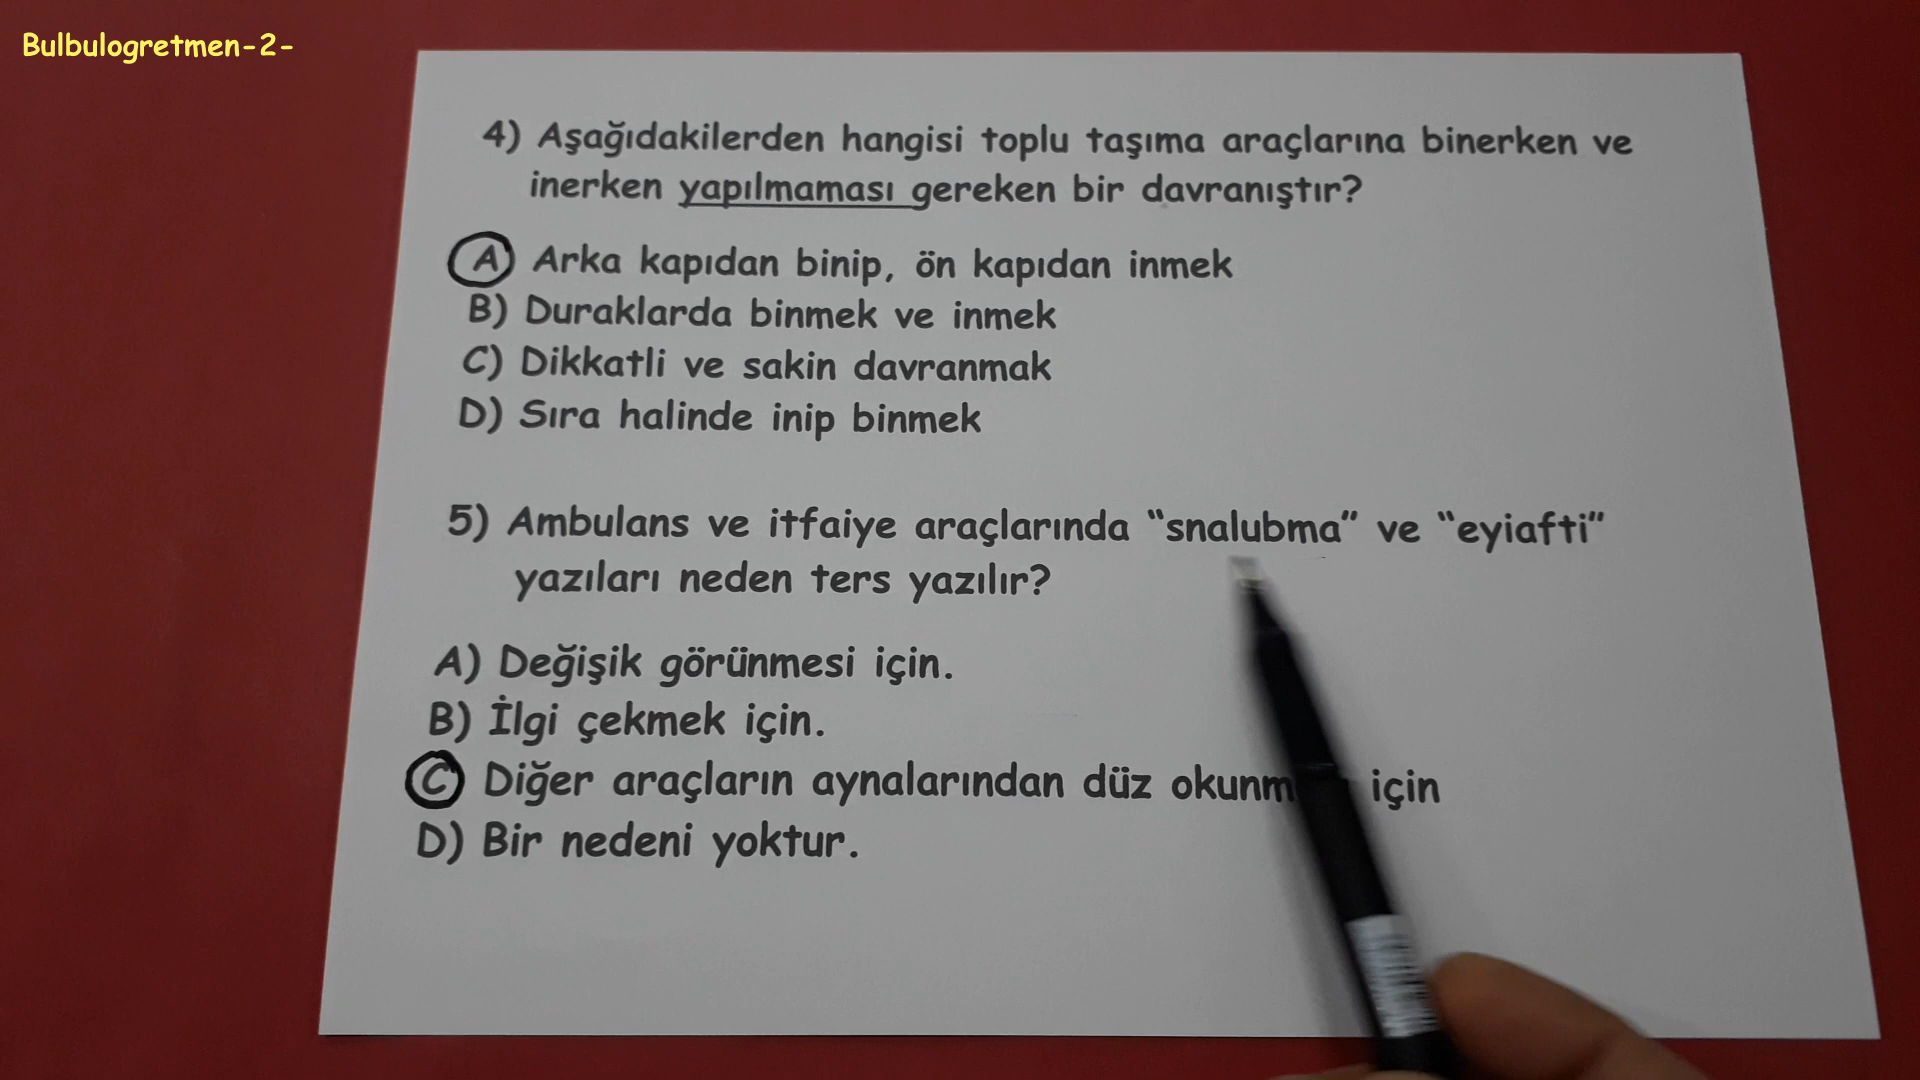 Bulbulogretmen-2-
4) Aşağıdakilerden hangisi toplu taşıma araçlarına binerken ve
inerken yapılmaması gereken bir davranıştır?
A) Arka kapıdan binip, ön kapıdan inmek
B) Duraklarda binmek ve inmek
C) Dikkatli ve sakin davranmak
D) Sıra halinde inip binmek
5) Ambulans ve itfaiye araçlarında "snalubma" ve "eyiafti"
yazıları neden ters yazılır?
A) Değişik görünmesi için.
B) İlgi çekmek için.
C) Diğer araçların aynalarından düz için
D) Bir nedeni yoktur.